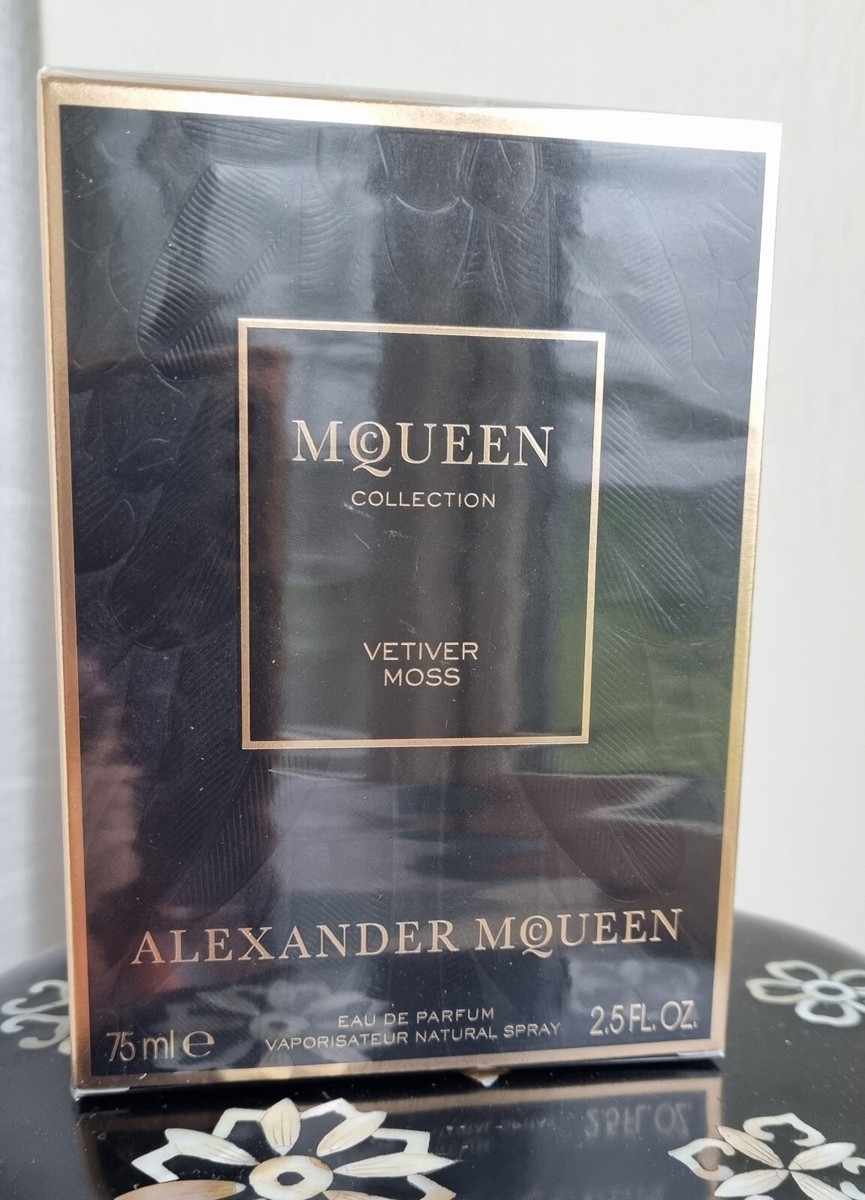 McQUEEN
COLLECTION
VETIVER
MOSS
ALEXANDER McQUEEN
EAU DE PARFUM
VAPORISATEUR NATURAL SPRAY
75 ml ℮
2.5 FL. OZ.